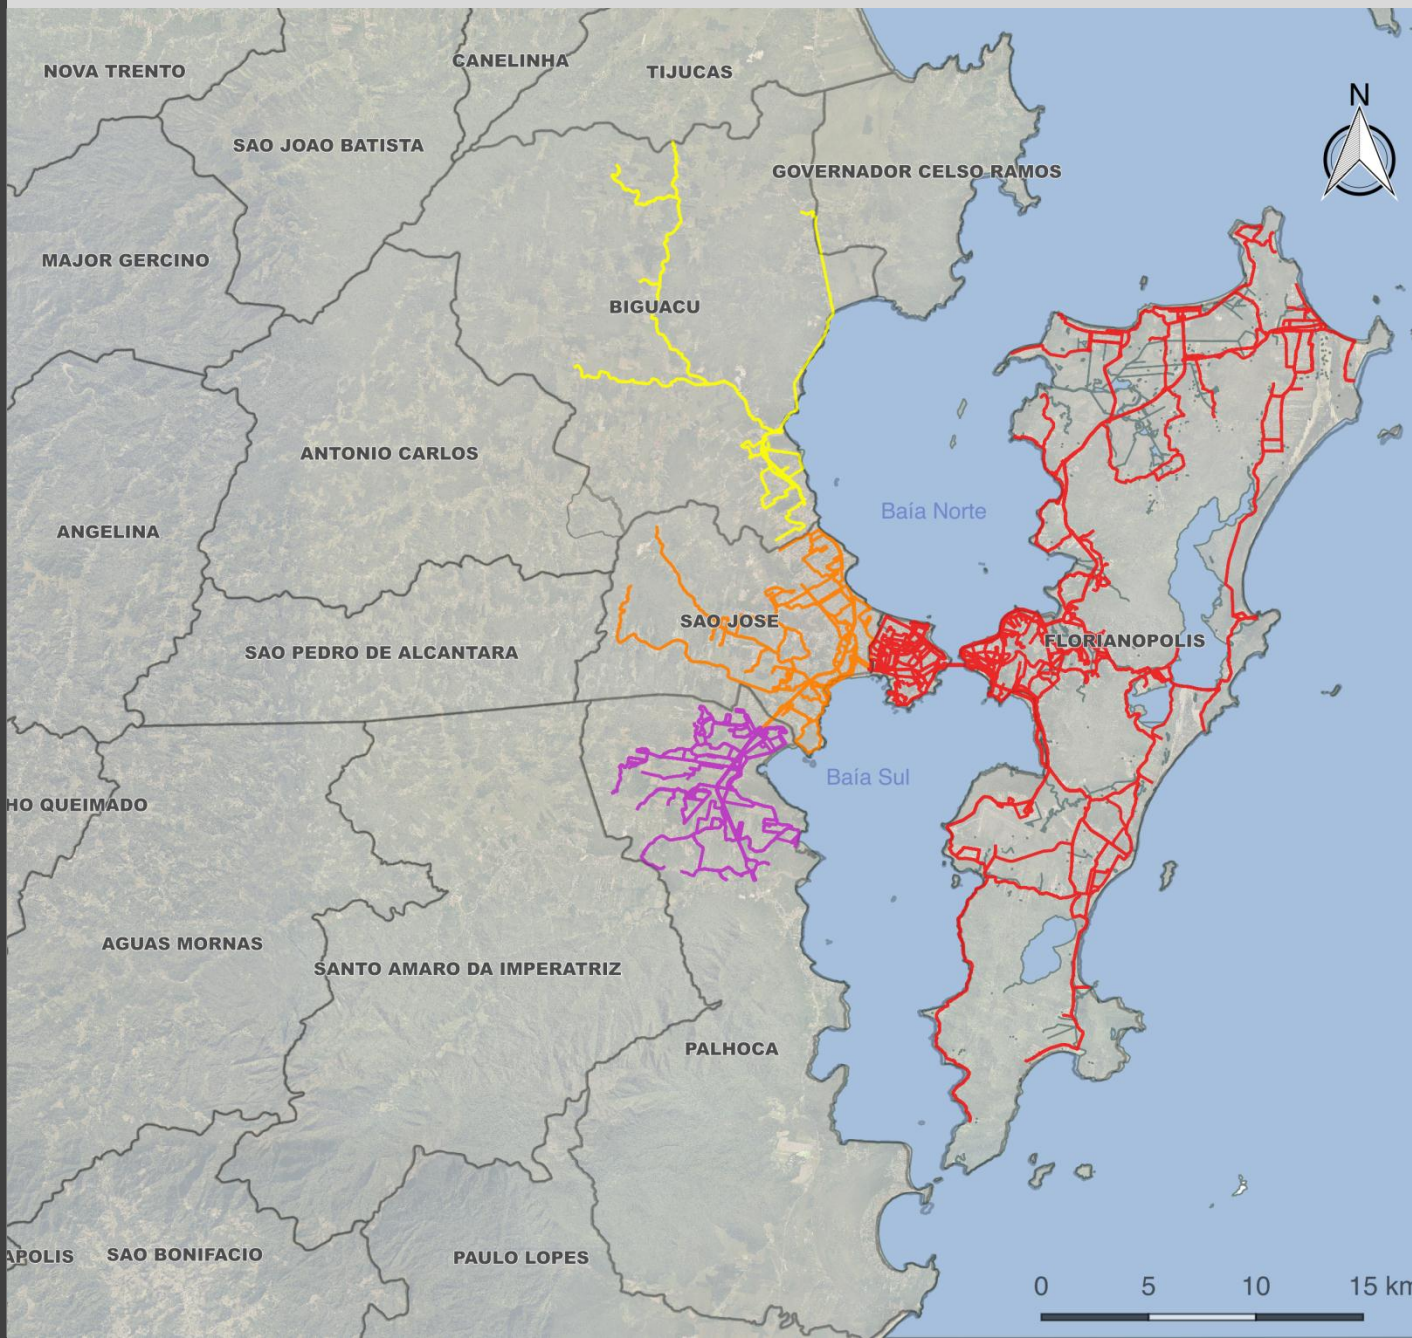 CANELINHA
NOVA TRENTO
TIJUCAS
N
SAO JOAO BATISTA
GOVERNADOR CELSO RAMOS
MAJOR GERCINO
BIGUACU
ANTONIO CARLOS
Baía Norte
ANGELINA
SAO JOSE
FLORIANOPOLIS
SAO PEDRO DE ALCANTARA
Baía Sul
HO QUEIMADO
AGUAS MORNAS
SANTO AMARO DA IMPERATRIZ
PALHOCA
APOLIS
SAO BONIFACIO
PAULO LOPES
0 5 10 15 km